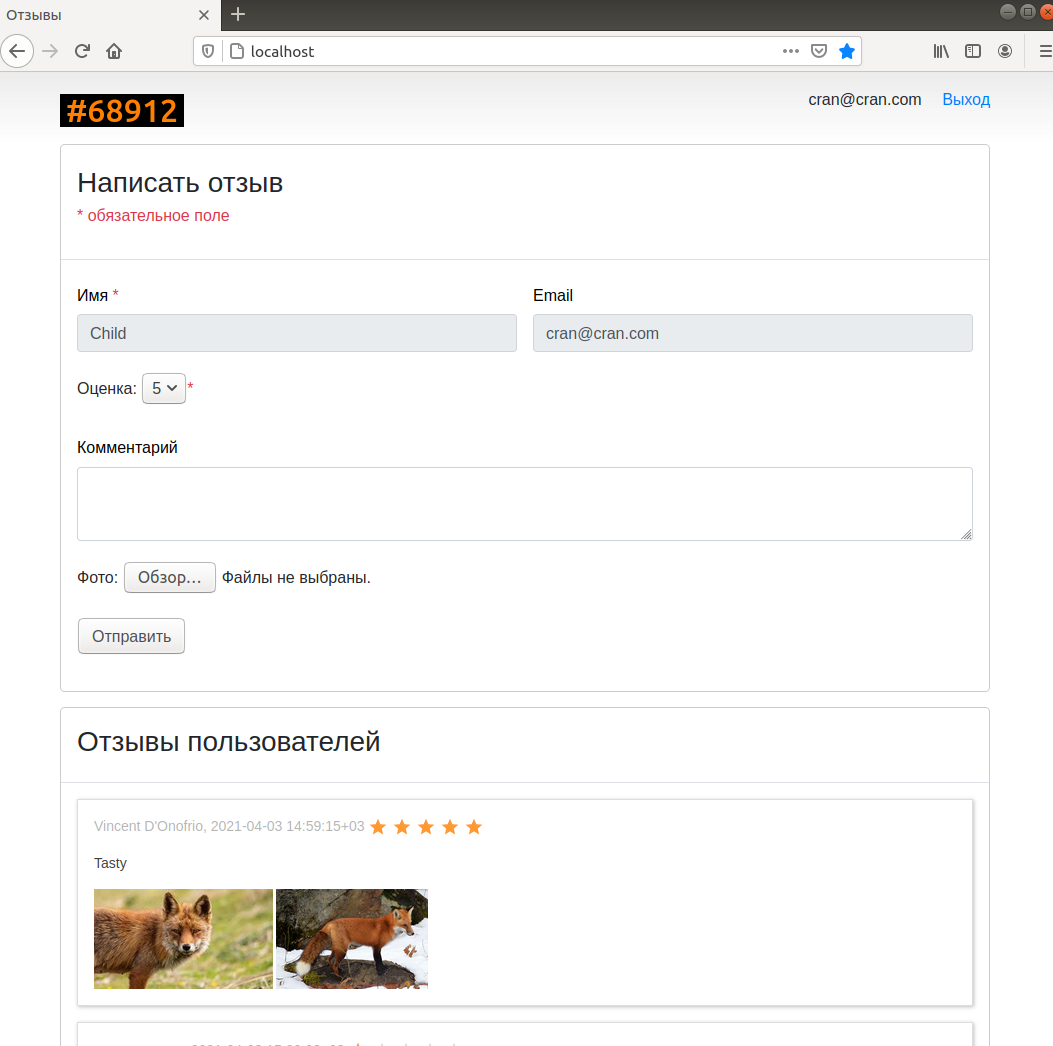 Отзывы
localhost
#68912
cran@cran.com Выход
Написать отзыв
* обязательное поле
Имя * Email
Child cran@cran.com
Оценка: 5 *
Комментарий
Фото: Обзор... Файлы не выбраны.
Отправить
Отзывы пользователей
Vincent D'Onofrio, 2021-04-03 14:59:15+03
Tasty